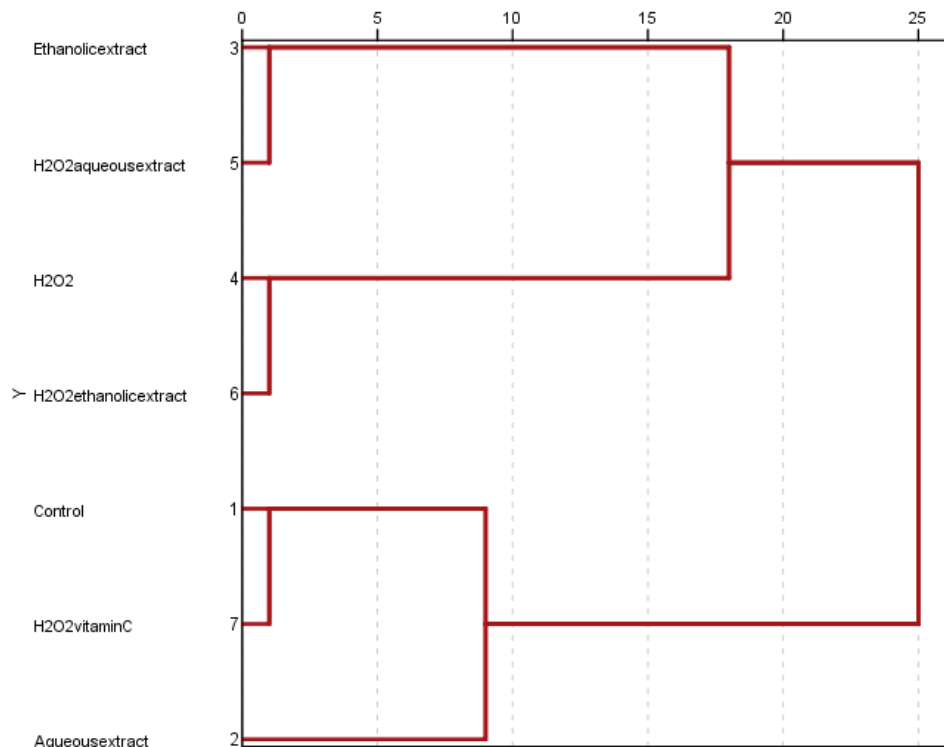 0 5 10 15 20 25
Ethanolicextract 3
H2O2aqueousextract 5
H2O2 4
Y
H2O2ethanolicextract 6
Control 1
H2O2vitaminC 7
Aqueousextract 2